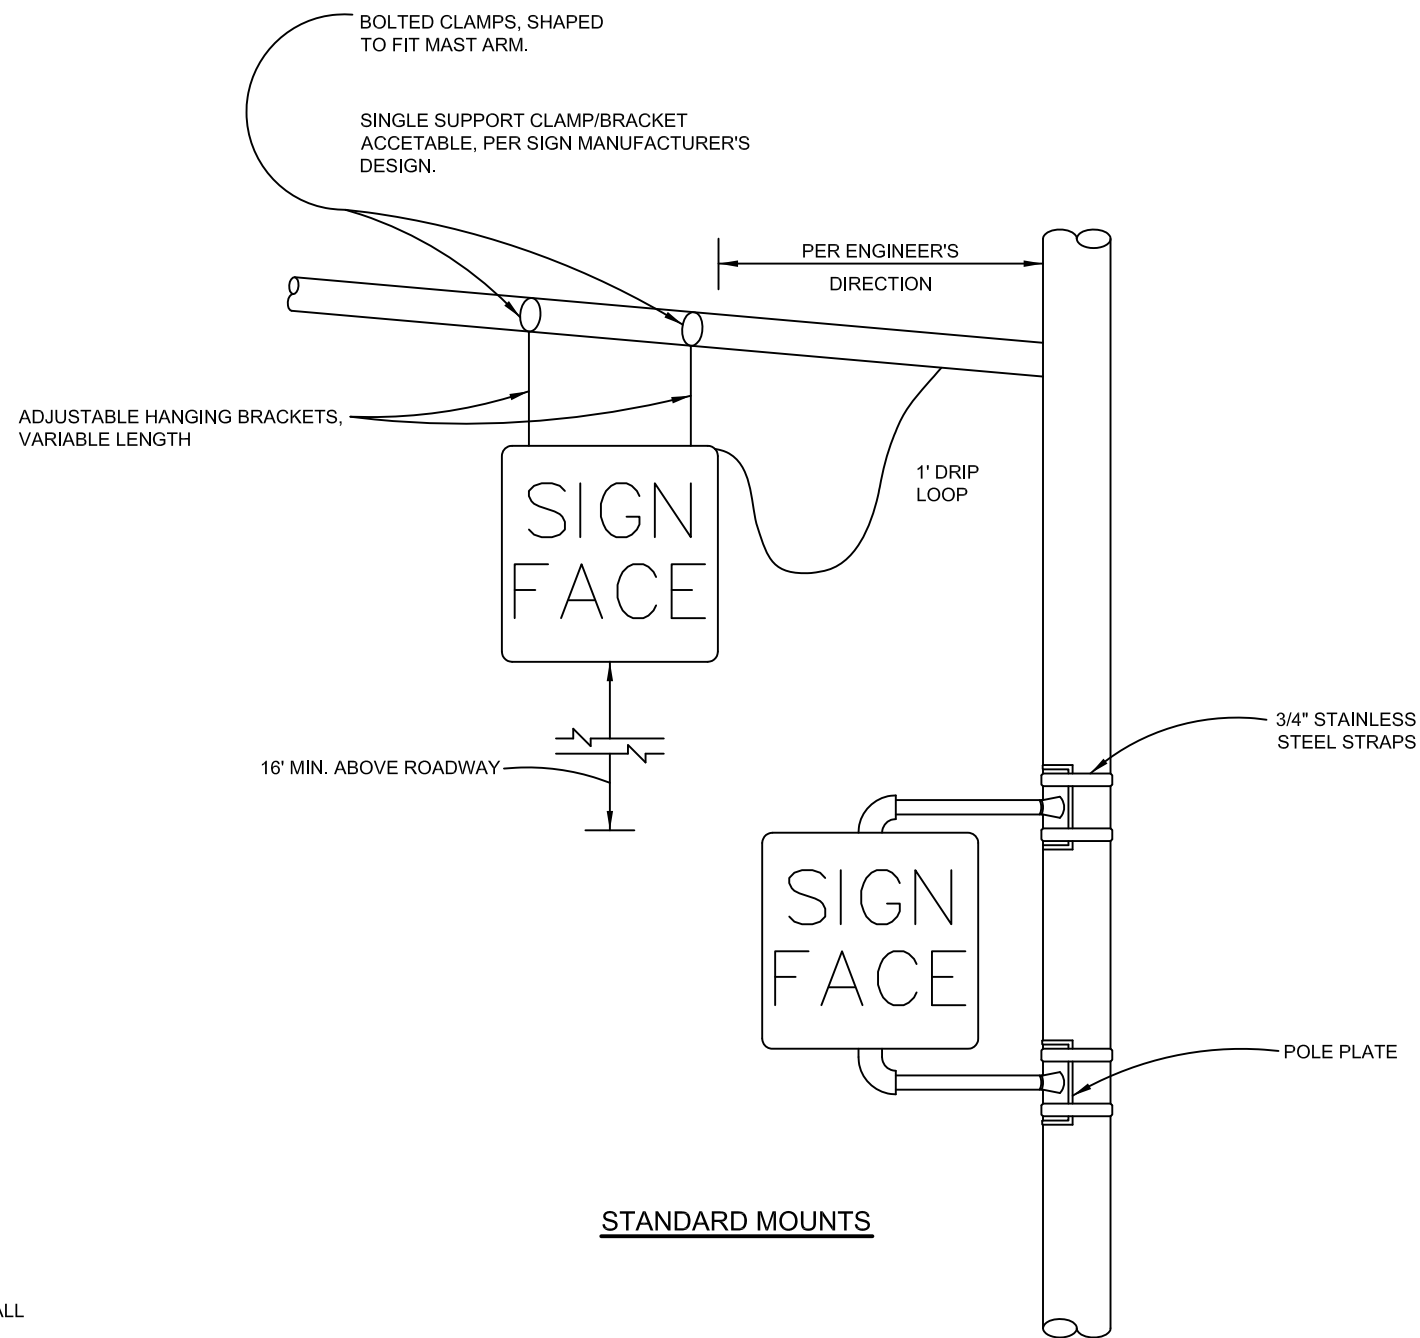 BOLTED CLAMPS, SHAPED
TO FIT MAST ARM.
SINGLE SUPPORT CLAMP/BRACKET
ACCETABLE, PER SIGN MANUFACTURER'S
DESIGN.
PER ENGINEER'S
DIRECTION
ADJUSTABLE HANGING BRACKETS,
VARIABLE LENGTH
1' DRIP
LOOP
SIGN
FACE
3/4" STAINLESS
STEEL STRAPS
16' MIN. ABOVE ROADWAY
SIGN
FACE
POLE PLATE
STANDARD MOUNTS